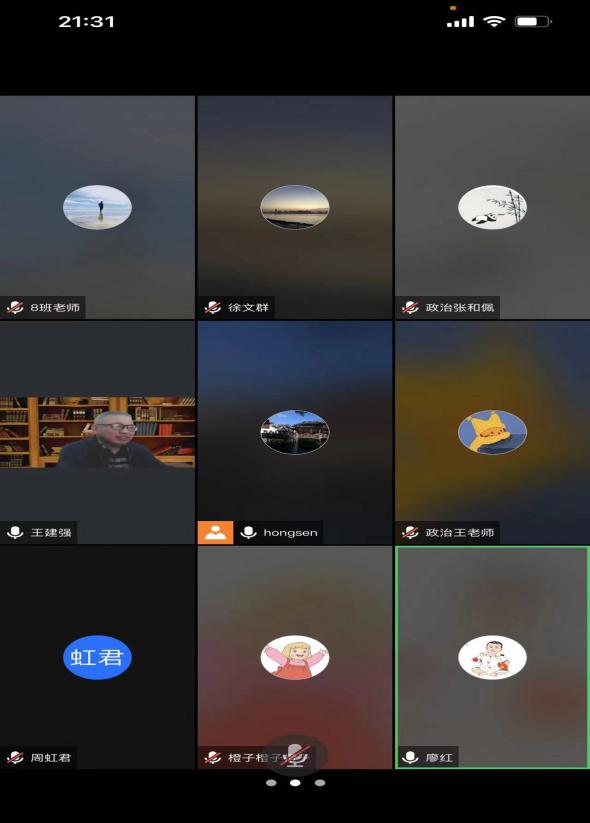 21:31
8班老师
徐文群
政治张和佩
王建强
hongsen
政治王老师
虹君
周虹君
橙子橙子
廖红